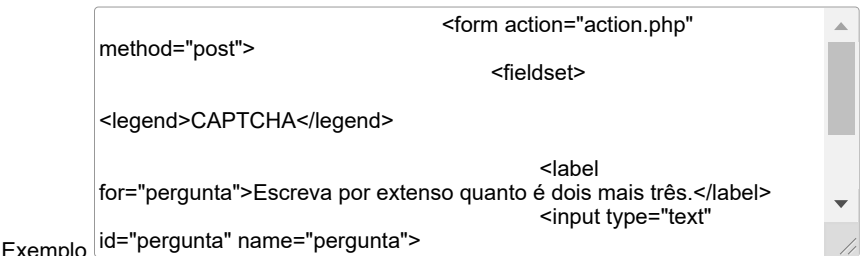 <form action="action.php"
method="post">
<fieldset>
<legend>CAPTCHA</legend>
<label
for="pergunta">Escreva por extenso quanto é dois mais três.</label>
<input type="text"
id="pergunta" name="pergunta">
Exemplo